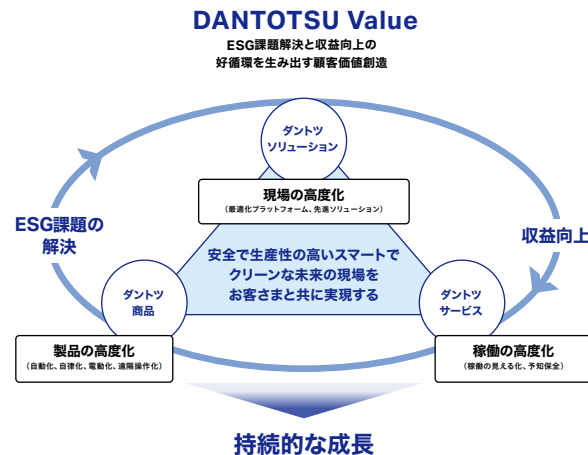 DANTOTSU Value
ESG課題解決と収益向上の
好循環を生み出す顧客価値創造
ダントツ
ソリューション
現場の高度化
(最適化プラットフォーム、先進ソリューション)
ESG課題の
解決
収益向上
安全で生産性の高いスマートで
クリーンな未来の現場を
お客さまと共に実現する
ダントツ
商品
ダントツ
サービス
製品の高度化
(自動化、自律化、電動化、遠隔操作化)
稼働の高度化
(稼働の見える化、予知保全)
持続的な成長